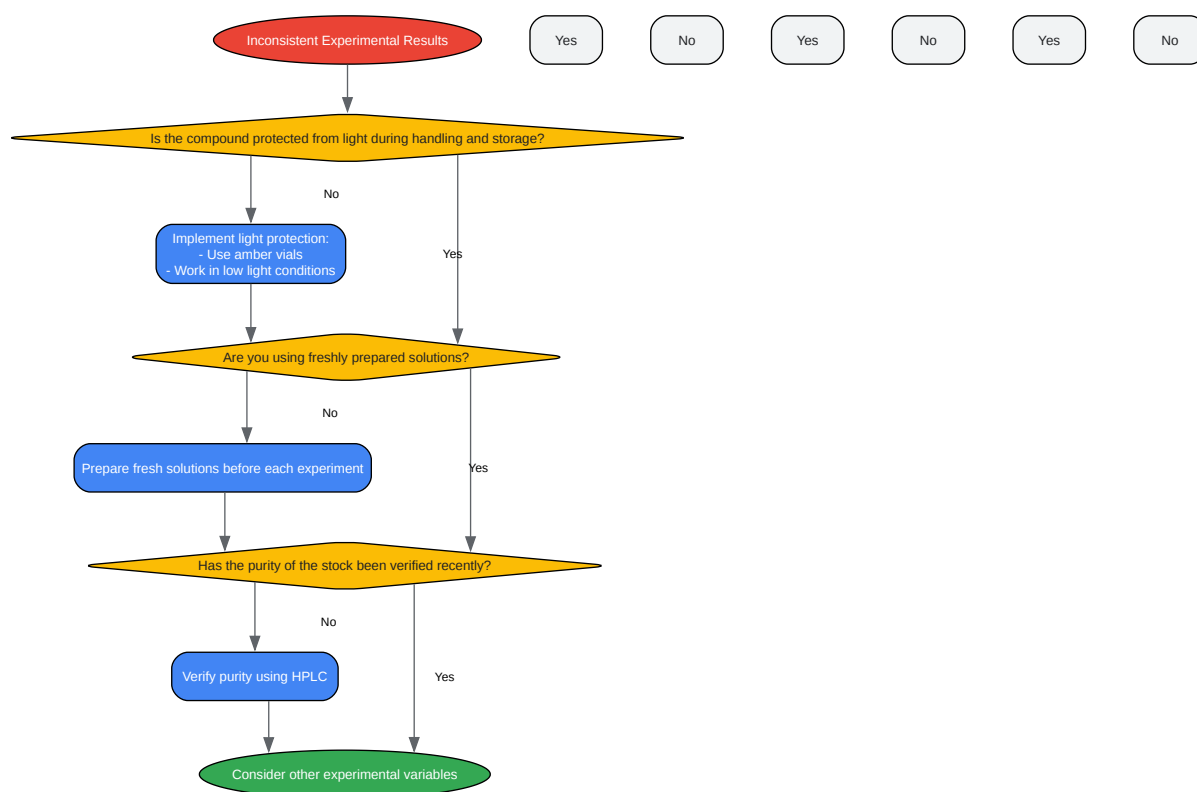 Inconsistent Experimental Results
Yes
No
Yes
No
Yes
No
Is the compound protected from light during handling and storage?
No
Implement light protection:
- Use amber vials
- Work in low light conditions
Yes
Are you using freshly prepared solutions?
No
Prepare fresh solutions before each experiment
Yes
Has the purity of the stock been verified recently?
No
Verify purity using HPLC
Yes
Consider other experimental variables